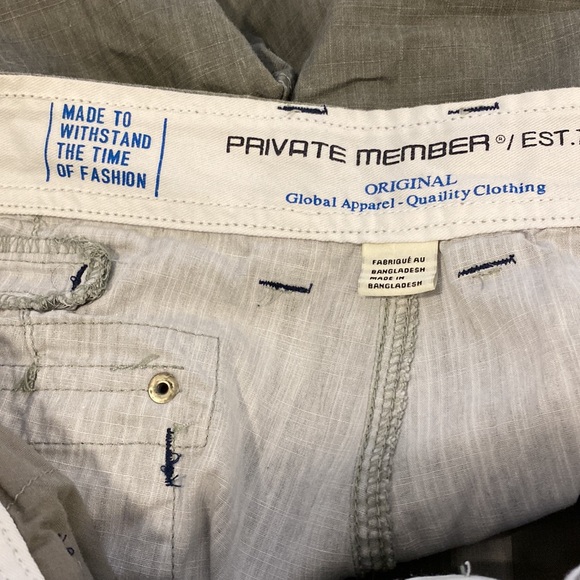 MADE TO
WITHSTAND
THE TIME
OF FASHION
PRIVATE MEMBER®/ EST.
ORIGINAL
Global Apparel - Quaility Clothing
FABRIQUÉ AU
BANGLADESH
MADE IN
BANGLADESH